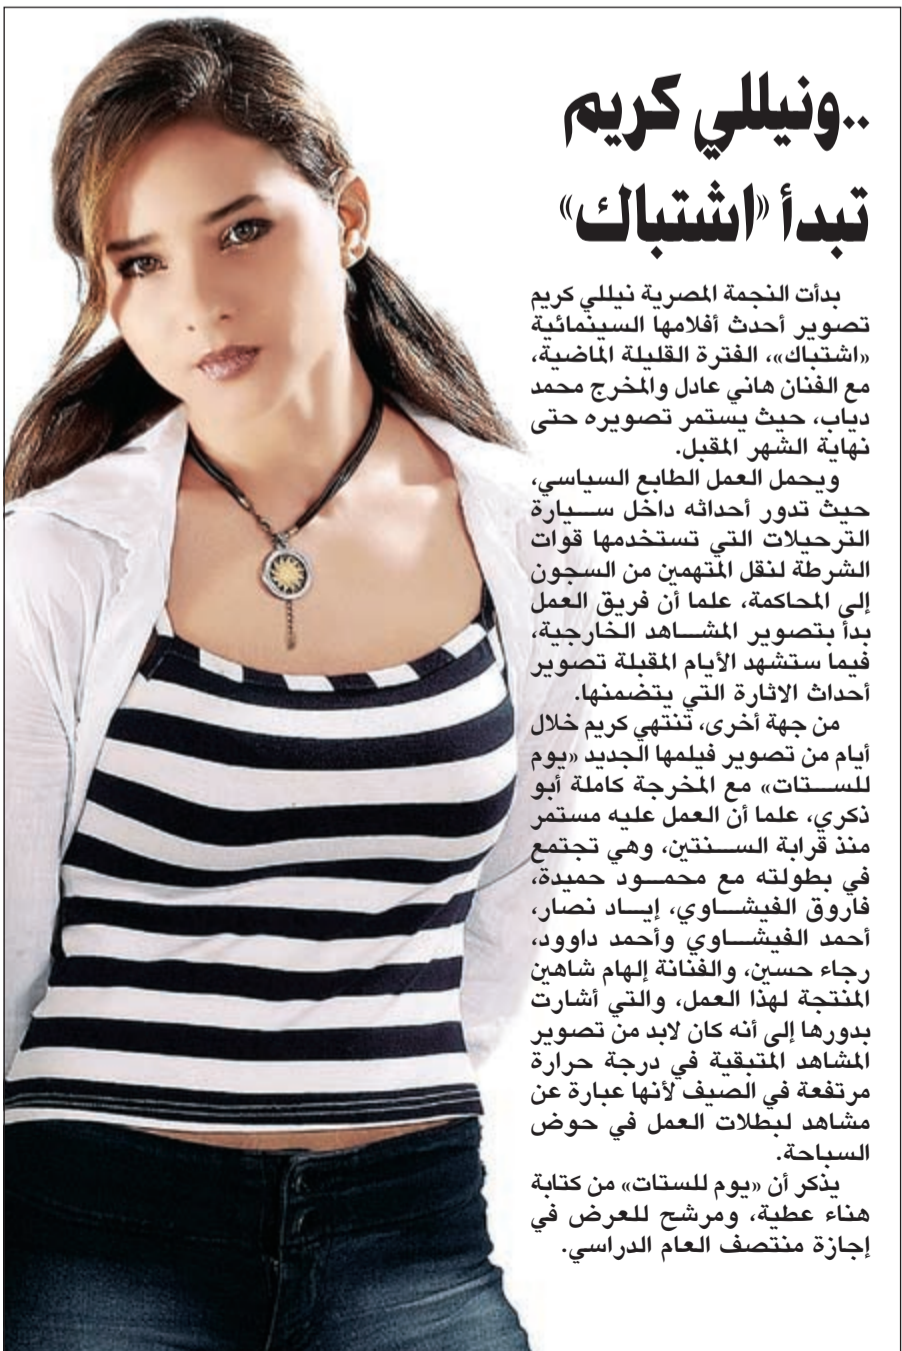 ..ونيللي كريم
تبدأ «اشتباك»
بدأت النجمة المصرية نيللي كريم
تصوير أحدث أفلامها السينمائية
«اشتباك»، الفترة القليلة الماضية،
مع الفنان هاني عادل والمخرج محمد
دياب، حيث يستمر تصويره حتى
نهاية الشهر المقبل.
ويحمل العمل الطابع السياسي،
حيث تدور أحداثه داخل سيارة
الترحيلات التي تستخدمها قوات
الشرطة لنقل المتهمين من السجون
إلى المحاكمة، علما أن فريق العمل
بدأ بتصوير المشاهد الخارجية،
فيما ستشهد الأيام المقبلة تصوير
أحداث الاثارة التي يتضمنها.
من جهة أخرى، تنتهي كريم خلال
أيام من تصوير فيلمها الجديد «يوم
للستات» مع المخرجة كاملة أبو
ذكري، علما أن العمل عليه مستمر
منذ قرابة السنتين، وهي تجتمع
في بطولته مع محمود حميدة،
فاروق الفيشاوي، إياد نصار،
أحمد الفيشاوي وأحمد داوود،
رجاء حسين، والفنانة إلهام شاهين
المنتجة لهذا العمل، والتي أشارت
بدورها إلى أنه كان لابد من تصوير
المشاهد المتبقية في درجة حرارة
مرتفعة في الصيف لأنها عبارة عن
مشاهد لبطلات العمل في حوض
السباحة.
يذكر أن «يوم للستات» من كتابة
هناء عطية، ومرشح للعرض في
إجازة منتصف العام الدراسي.